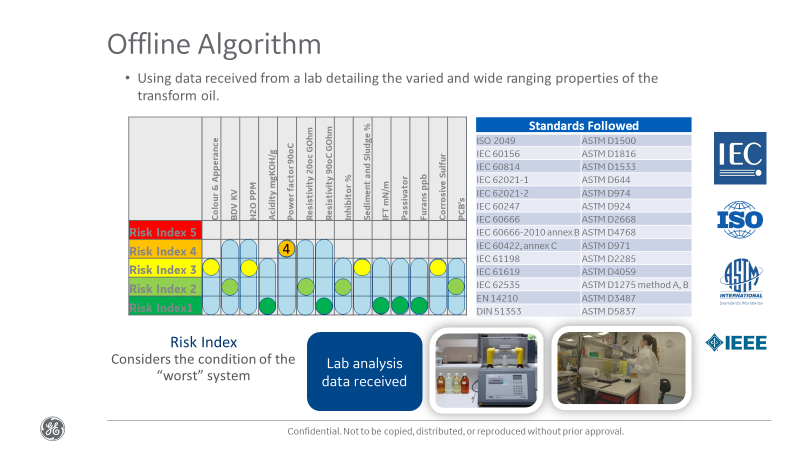 Offline Algorithm
• Using data received from a lab detailing the varied and wide ranging properties of the
transform oil.
Colour & Apperance
BDV KV
H2O PPM
Acidity mgKOH/g
Power factor 90oC
Resistivity 20oc GOhm
Resistivity 90oC GOhm
Inhibitor %
Sediment and Sludge %
IFT mN/m
Passivator
Furans ppb
Corrosive Sulfur
PCB's
Risk Index 5
Risk Index 4
4
Risk Index 3
Risk Index 2
Risk Index1
Standards Followed
ISO 2049 ASTM D1500
IEC 60156 ASTM D1816
IEC 60814 ASTM D1533
IEC 62021-1 ASTM D644
IEC 62021-2 ASTM D974
IEC 60247 ASTM D924
IEC 60666 ASTM D2668
IEC 60666-2010 annex B ASTM D4768
IEC 60422, annex C ASTM D971
IEC 61198 ASTM D2285
IEC 61619 ASTM D4059
IEC 62535 ASTM D1275 method A, B
EN 14210 ASTM D3487
DIN 51353 ASTM D5837
IEC
ISO
ASTM
INTERNATIONAL
Standards Worldwide
IEEE
Risk Index
Considers the condition of the
“worst” system
Lab analysis
data received
GE
Confidential. Not to be copied, distributed, or reproduced without prior approval.